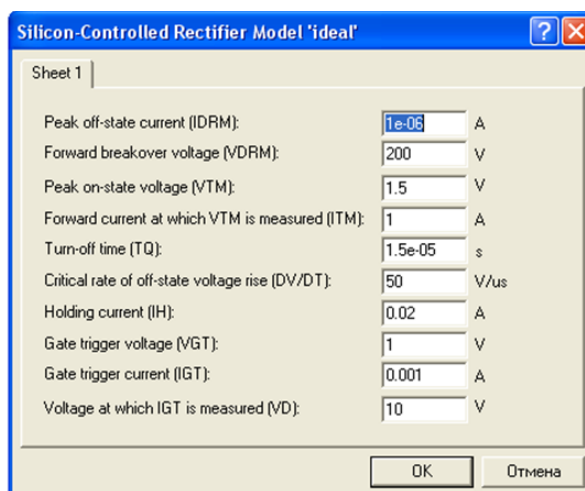 Silicon-Controlled Rectifier Model 'ideal'
Sheet 1
Peak off-state current (IDRM): 1e-06 A
Forward breakover voltage (VDRM): 200 V
Peak on-state voltage (VTM): 1.5 V
Forward current at which VTM is measured (ITM): 1 A
Turn-off time (TQ): 1.5e-05 s
Critical rate of off-state voltage rise (DV/DT): 50 V/us
Holding current (IH): 0.02 A
Gate trigger voltage (VGT): 1 V
Gate trigger current (IGT): 0.001 A
Voltage at which IGT is measured (VD): 10 V
OK Отмена